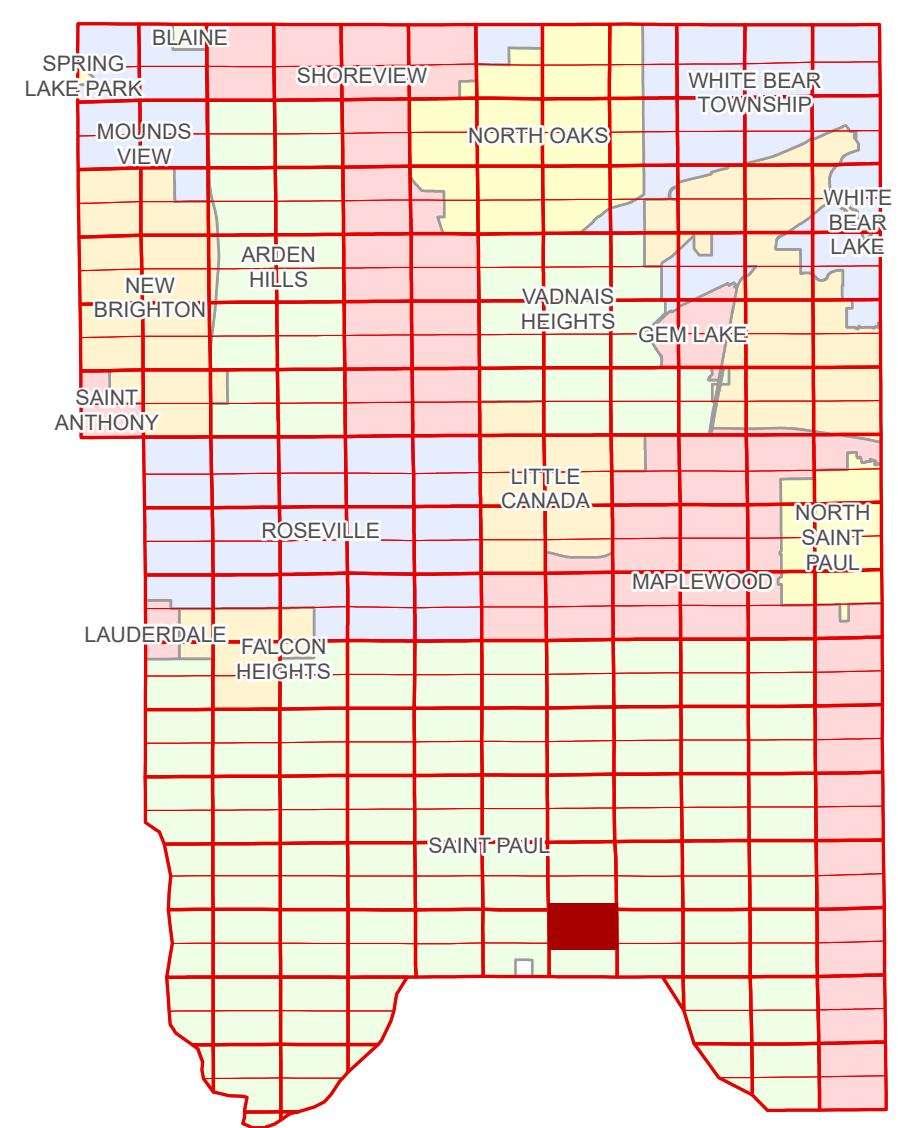 BLAINE
SPRING
LAKE PARK
SHOREVIEW
WHITE BEAR
TOWNSHIP
MOUNDS
VIEW
NORTH OAKS
WHITE
BEAR
LAKE
ARDEN
HILLS
NEW
BRIGHTON
VADNAIS
HEIGHTS
GEM LAKE
SAINT
ANTHONY
LITTLE
CANADA
ROSEVILLE
NORTH
SAINT
PAUL
MAPLEWOOD
LAUDERDALE
FALCON
HEIGHTS
SAINT PAUL